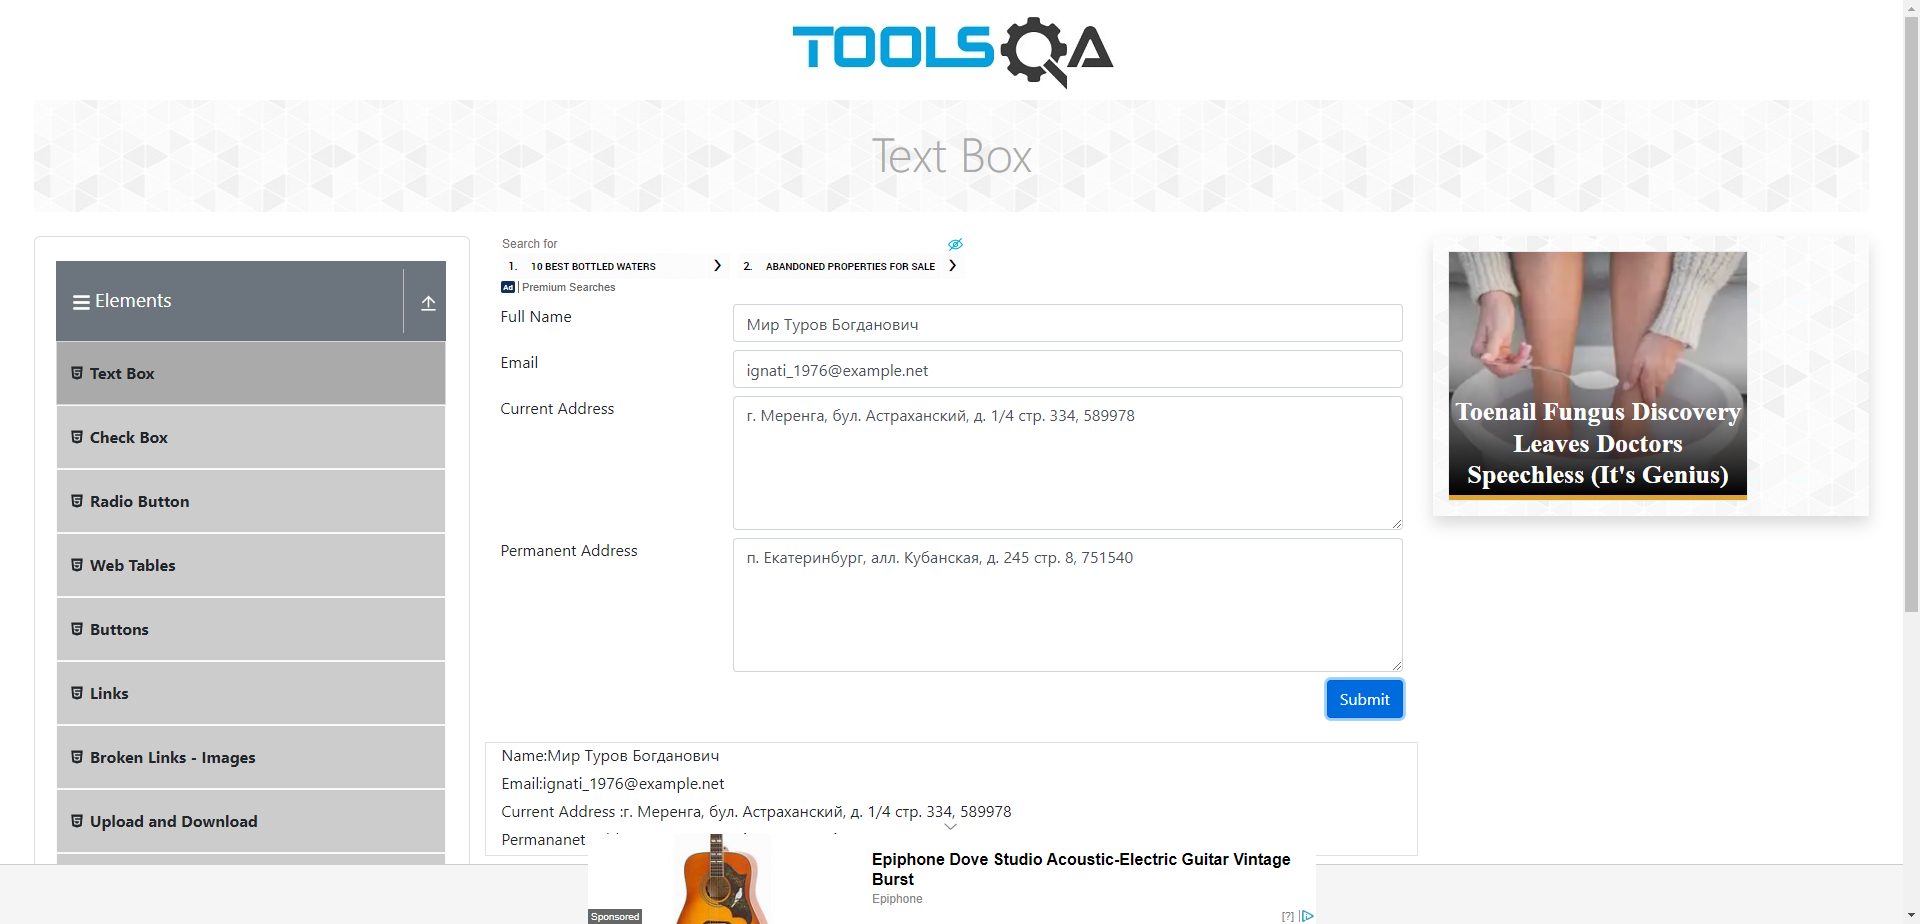 TOOLSQA
Text Box
Elements
Text Box
Check Box
Radio Button
Web Tables
Buttons
Links
Broken Links - Images
Upload and Download
Search for
1. 10 BEST BOTTLED WATERS
2. ABANDONED PROPERTIES FOR SALE
Ad | Premium Searches
Full Name
Мир Туров Богданович
Email
ignati_1976@example.net
Current Address
г. Меренга, бул. Астраханский, д. 1/4 стр. 334, 589978
Permanent Address
п. Екатеринбург, алл. Кубанская, д. 245 стр. 8, 751540
Submit
Name:Мир Туров Богданович
Email:ignati_1976@example.net
Current Address :г. Меренга, бул. Астраханский, д. 1/4 стр. 334, 589978
Permananet
Toenail Fungus Discovery
Leaves Doctors
Speechless (It's Genius)
Epiphone Dove Studio Acoustic-Electric Guitar Vintage
Burst
Epiphone
Sponsored
[?]